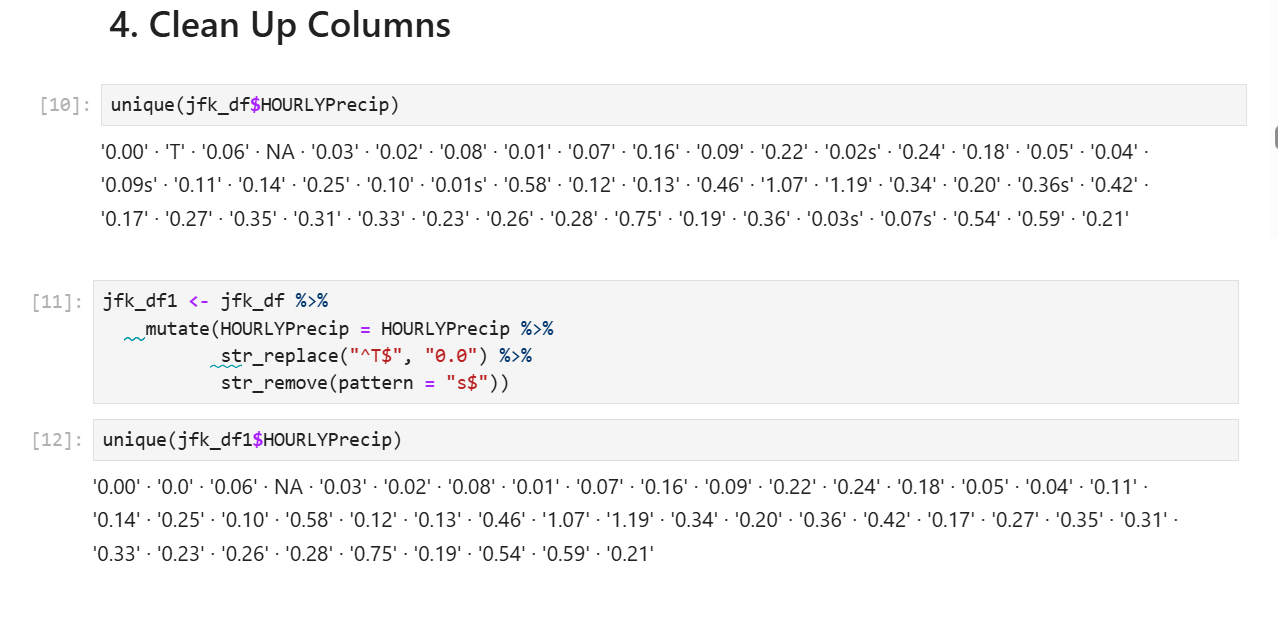 4. Clean Up Columns
[10]: unique(jfk_df$HOURLYPrecip)
'0.00' · 'T' · '0.06' · NA · '0.03' · '0.02' · '0.08' · '0.01' · '0.07' · '0.16' · '0.09' · '0.22' · '0.02s' · '0.24' · '0.18' · '0.05' · '0.04' ·
'0.09s' · '0.11' · '0.14' · '0.25' · '0.10' · '0.01s' · '0.58' · '0.12' · '0.13' · '0.46' · '1.07' · '1.19' · '0.34' · '0.20' · '0.36s' · '0.42' ·
'0.17' · '0.27' · '0.35' · '0.31' · '0.33' · '0.23' · '0.26' · '0.28' · '0.75' · '0.19' · '0.36' · '0.03s' · '0.07s' · '0.54' · '0.59' · '0.21'
[11]: jfk_df1 <- jfk_df %>%
mutate(HOURLYPrecip = HOURLYPrecip %>%
str_replace("^T$", "0.0") %>%
str_remove(pattern = "s$"))
[12]: unique(jfk_df1$HOURLYPrecip)
'0.00' · '0.0' · '0.06' · NA · '0.03' · '0.02' · '0.08' · '0.01' · '0.07' · '0.16' · '0.09' · '0.22' · '0.24' · '0.18' · '0.05' · '0.04' · '0.11' ·
'0.14' · '0.25' · '0.10' · '0.58' · '0.12' · '0.13' · '0.46' · '1.07' · '1.19' · '0.34' · '0.20' · '0.36' · '0.42' · '0.17' · '0.27' · '0.35' · '0.31' ·
'0.33' · '0.23' · '0.26' · '0.28' · '0.75' · '0.19' · '0.54' · '0.59' · '0.21'